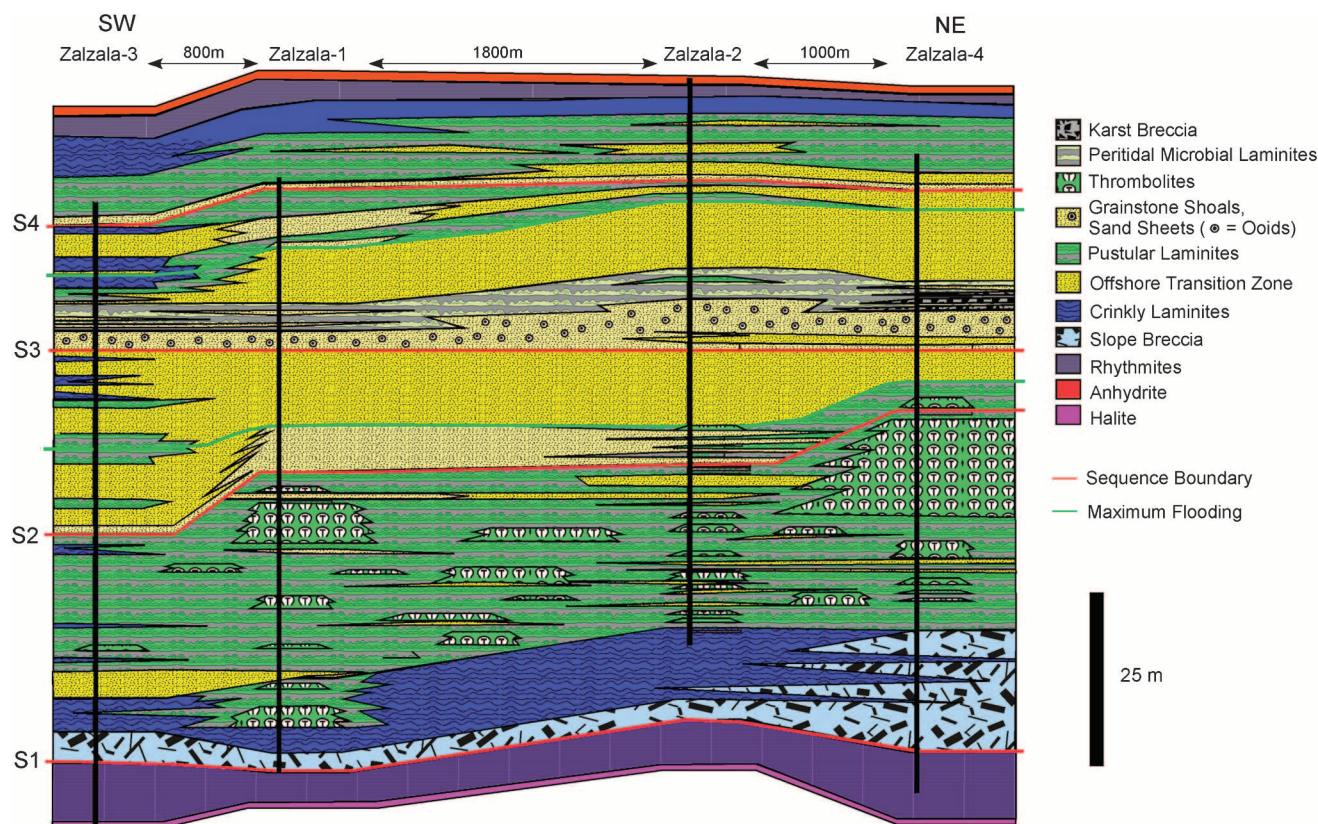 SW
NE
Zalzala-3
800m
Zalzala-1
1800m
Zalzala-2
1000m
Zalzala-4
Karst Breccia
Peritidal Microbial Laminites
Thrombolites
Grainstone Shoals,
Sand Sheets ( = Ooids)
Pustular Laminites
Offshore Transition Zone
Crinkly Laminites
Slope Breccia
Rhythmites
Anhydrite
Halite
Sequence Boundary
Maximum Flooding
25 m
S4
S3
S2
S1